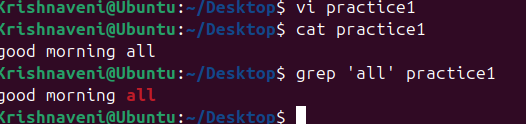 Krishnaveni@Ubuntu:~/Desktop$ vi practice1
Krishnaveni@Ubuntu:~/Desktop$ cat practice1
good morning all
Krishnaveni@Ubuntu:~/Desktop$ grep 'all' practice1
good morning all
Krishnaveni@Ubuntu:~/Desktop$